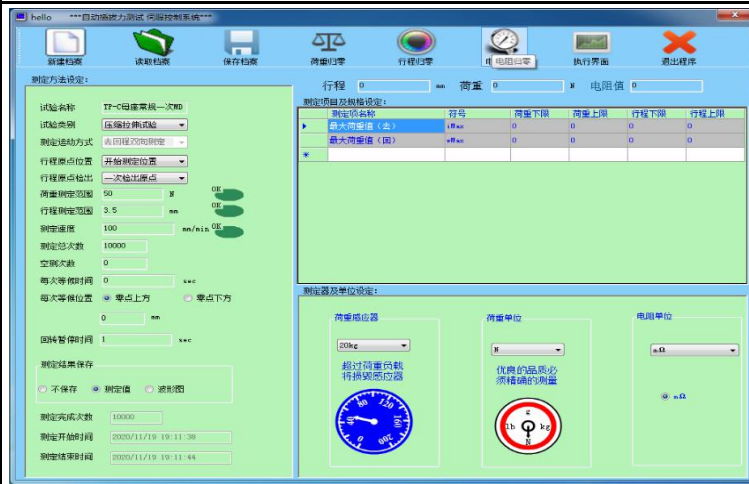 hello ***自动插拔力测试 伺服控制系统***
新建档案 读取档案 保存档案 荷重归零 行程归零 电阻归零 执行界面 退出程序
测定方法设定:
行程 0 mm 荷重 0 N 电阻值 0
测定项目及规格设定:
测定项名称 符号 荷重下限 荷重上限 行程下限 行程上限
最大荷重值(去) iMax 0 0 0 0
最大荷重值(回) 0 0 0 0
试验名称 TP-C母座常规一次MD
试验类别 压缩拉伸试验
测定运动方式 去回程双向测定
行程原点位置 开始测定位置
行程原点检出 一次检出原点
荷重测定范围 50 N OK
行程测定范围 3.5 mm OK
测定速度 100 mm/min OK
测定总次数 10000
空测次数 0
每次等候时间 0 sec
每次等候位置 零点上方 零点下方
0 mm
回转暂停时间 1 sec
测定结果保存
不保存 测定值 波形图
测定完成次数 10000
测定开始时间 2020/11/19 19:11:38
测定结束时间 2020/11/19 19:11:44
测定器及单位设定:
荷重感应器 荷重单位 电阻单位
20kg N mΩ
超过荷重负载
将损毁感应器
优良的品质必
须精确的测量
mΩ
40 80 120 160 200 0
g
lb kg
N